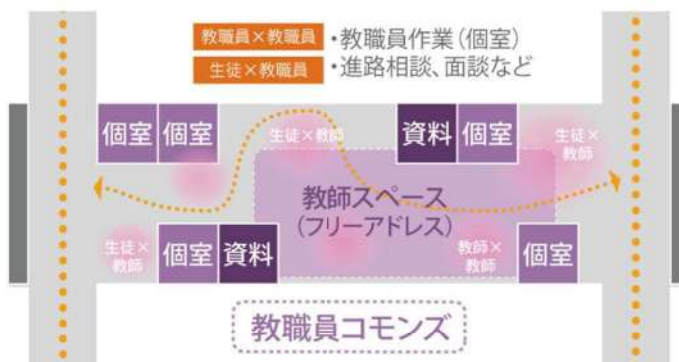 教職員×教職員
・教職員作業(個室)
生徒×教職員
・進路相談、面談など
個室
個室
生徒×教師
資料
個室
生徒×
教師
教師スペース
(フリーアドレス)
生徒×
教師
個室
資料
教師×
教師
個室
教職員コモンズ